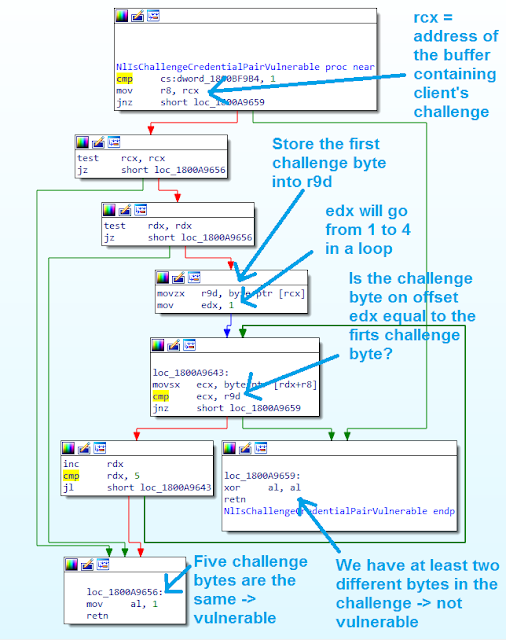 NlIsChallengeCredentialPairVulnerable proc near
cmp cs:dword_1800BF9B4, 1
mov r8, rcx
jnz short loc_1800A9659
rcx =
address of
the buffer
containing
client's
challenge
test rcx, rcx
jz short loc_1800A9656
Store the first
challenge byte
into r9d
test rdx, rdx
jz short loc_1800A9656
edx will go
from 1 to 4
in a loop
movzx r9d, byte ptr [rcx]
mov edx, 1
Is the challenge
byte on offset
edx equal to the
firts challenge
byte?
loc_1800A9643:
movsx ecx, byte ptr [rdx+r8]
cmp ecx, r9d
jnz short loc_1800A9659
inc rdx
cmp rdx, 5
jl short loc_1800A9643
loc_1800A9659:
xor al, al
retn
NlIsChallengeCredentialPairVulnerable endp
loc_1800A9656:
mov al, 1
retn
Five challenge
bytes are the
same -> 
vulnerable
We have at least two
different bytes in the
challenge -> not
vulnerable